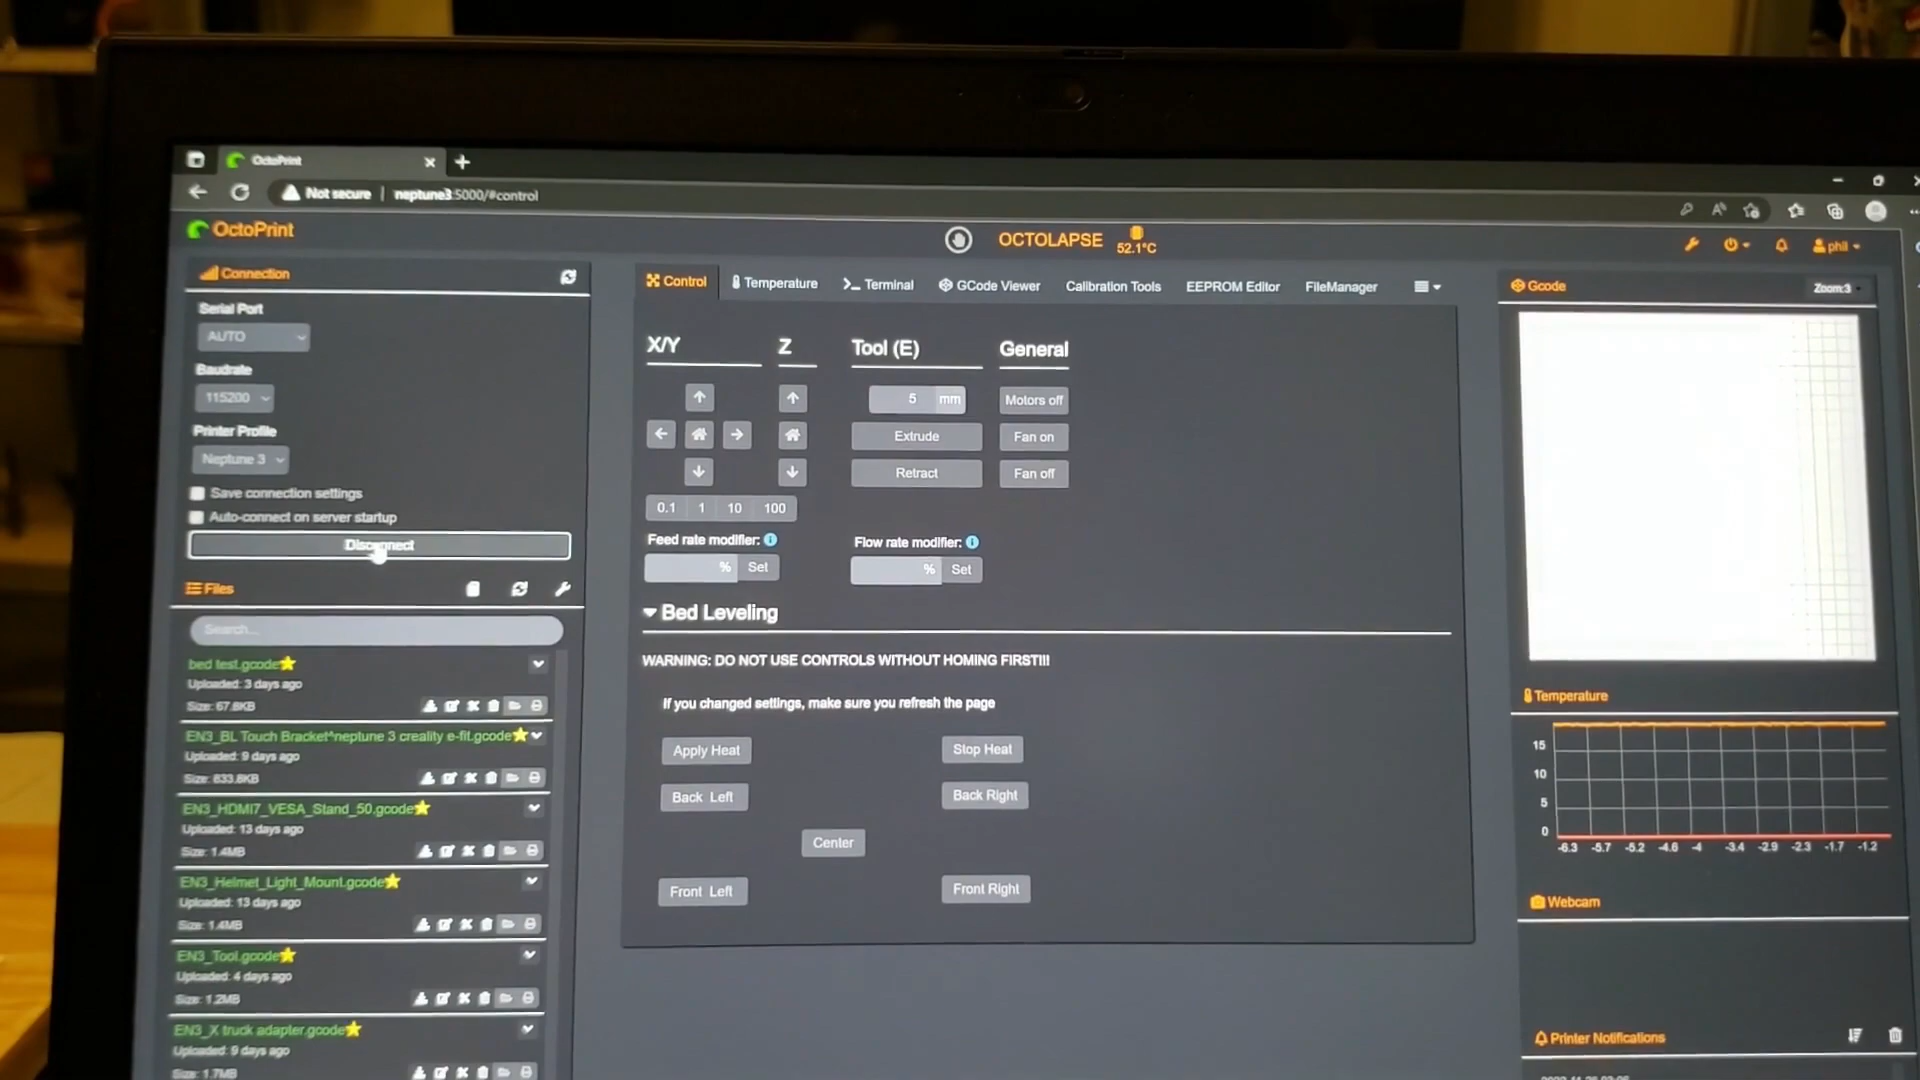 OctoPrint
Not secure | neptune3:5000/#control
OctoPrint
OCTOLAPSE
52.1°C
phil
Connection
Serial Port
AUTO
Baudrate
115200
Printer Profile
Neptune 3
Save connection settings
Auto-connect on server startup
Disconnect
Files
Search...
bed test.gcode
Uploaded: 3 days ago
Size: 67.8KB
EN3_BL Touch Bracket^neptune 3 creality e-fit.gcode
Uploaded: 9 days ago
Size: 633.8KB
EN3_HDMI7_VESA_Stand_50.gcode
Uploaded: 13 days ago
Size: 1.4MB
EN3_Helmet_Light_Mount.gcode
Uploaded: 13 days ago
Size: 1.4MB
EN3_Tool.gcode
Uploaded: 4 days ago
Size: 1.2MB
EN3_X truck adapter.gcode
Uploaded: 9 days ago
Size: 1.7MB
Control Temperature Terminal GCode Viewer Calibration Tools EEPROM Editor FileManager
X/Y Z Tool (E) General
5 mm
Motors off
Extrude
Fan on
Retract
Fan off
0.1 1 10 100
Feed rate modifier:
Flow rate modifier:
% Set
% Set
Bed Leveling
WARNING: DO NOT USE CONTROLS WITHOUT HOMING FIRST!!!
If you changed settings, make sure you refresh the page
Apply Heat
Stop Heat
Back Left
Back Right
Center
Front Left
Front Right
Gcode
Zoom:3
Temperature
15
10
5
0
-6.3 -5.7 -5.2 -4.6 -4 -3.4 -2.9 -2.3 -1.7 -1.2
Webcam
Printer Notifications